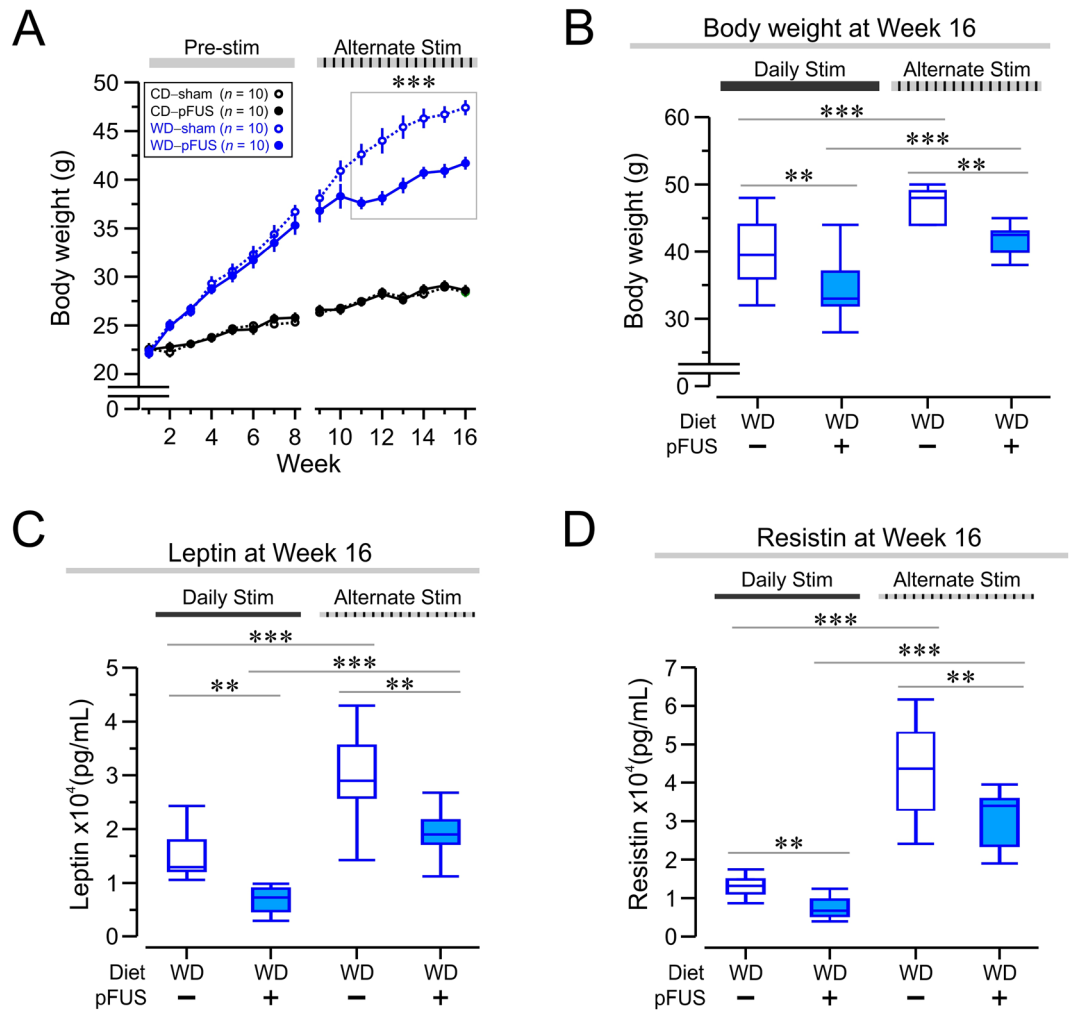 A
Pre-stim
Alternate Stim
***
CD–sham (n = 10)
CD–pFUS (n = 10)
WD–sham (n = 10)
WD–pFUS (n = 10)
Body weight (g)
50
45
40
35
30
25
20
0
2 4 6 8 10 12 14 16
Week
B
Body weight at Week 16
Daily Stim
Alternate Stim
***
***
**
**
Body weight (g)
60
50
40
30
0
Diet WD WD WD WD
pFUS − + − +
C
Leptin at Week 16
Daily Stim
Alternate Stim
***
***
**
**
Leptin x10⁴(pg/mL)
5
4
3
2
1
0
Diet WD WD WD WD
pFUS − + − +
D
Resistin at Week 16
Daily Stim
Alternate Stim
***
***
**
**
Resistin x10⁴(pg/mL)
7
6
5
4
3
2
1
0
Diet WD WD WD WD
pFUS − + − +